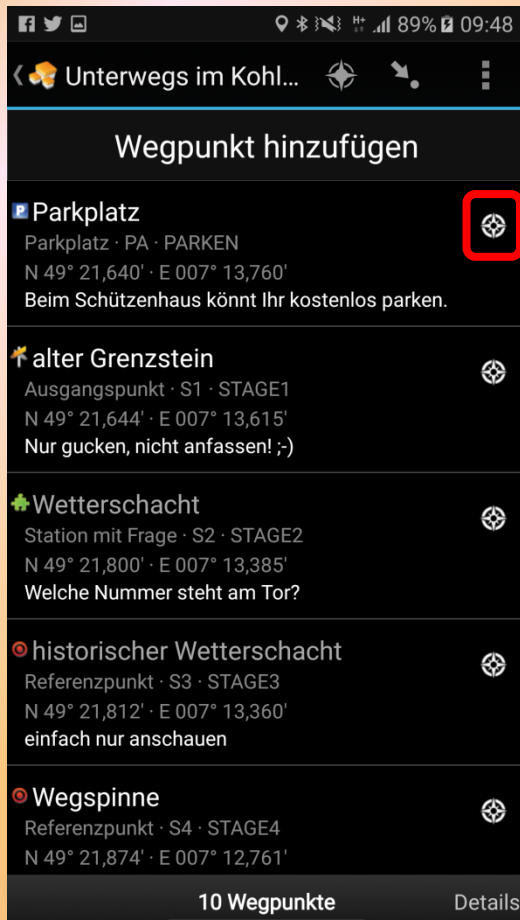 89% 09:48
Unterwegs im Kohl...
Wegpunkt hinzufügen
Parkplatz
Parkplatz · PA · PARKEN
N 49° 21,640' · E 007° 13,760'
Beim Schützenhaus könnt Ihr kostenlos parken.
alter Grenzstein
Ausgangspunkt · S1 · STAGE1
N 49° 21,644' · E 007° 13,615'
Nur gucken, nicht anfassen! ;-)
Wetterschacht
Station mit Frage · S2 · STAGE2
N 49° 21,800' · E 007° 13,385'
Welche Nummer steht am Tor?
historischer Wetterschacht
Referenzpunkt · S3 · STAGE3
N 49° 21,812' · E 007° 13,360'
einfach nur anschauen
Wegspinne
Referenzpunkt · S4 · STAGE4
N 49° 21,874' · E 007° 12,761'
10 Wegpunkte Details